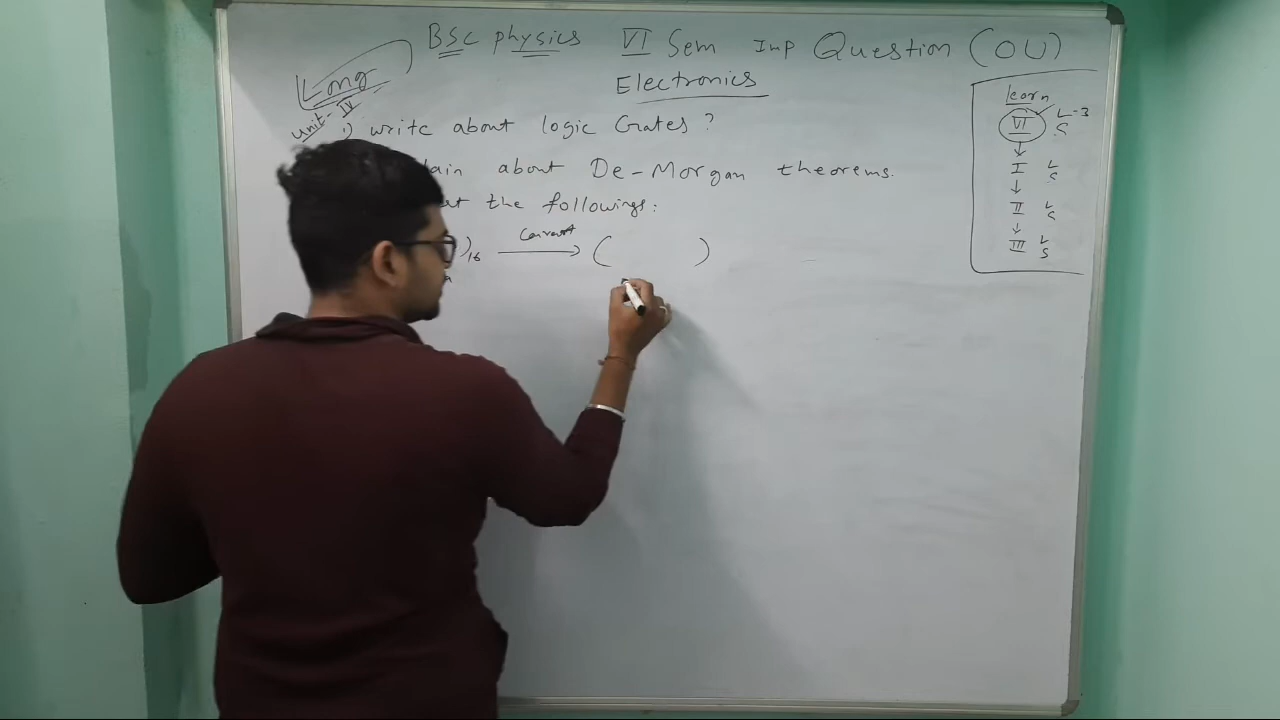 BSC physics VI Sem Imp Question (OU)
Electronics
Long
Unit-IV
1) write about logic Gates ?
about De-Morgan theorems.
the followings:
)16 Convert ( )
learn
VI L-3
S
↓
I L
S
↓
II L
S
↓
III L
S